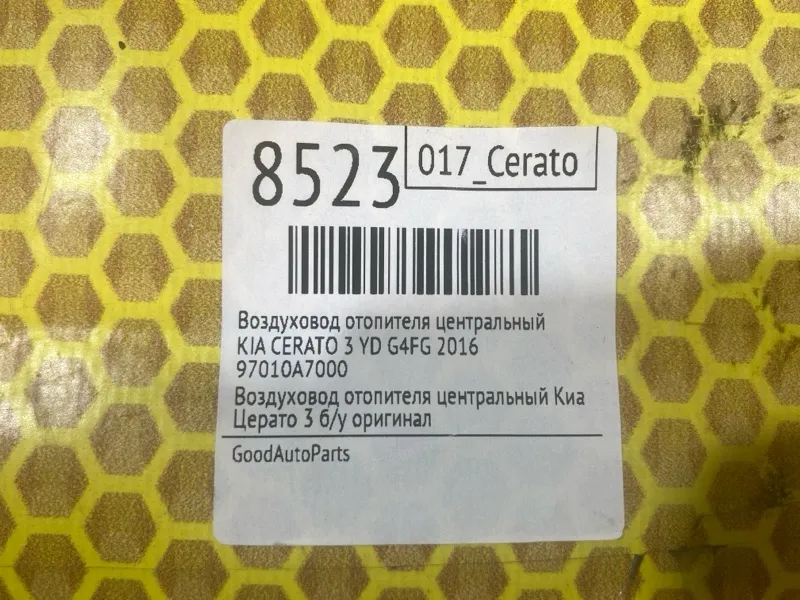 8523
017_Cerato
Воздуховод отопителя центральный
KIA CERATO 3 YD G4FG 2016
97010A7000
Воздуховод отопителя центральный Киа
Церато 3 б/у оригинал
GoodAutoParts